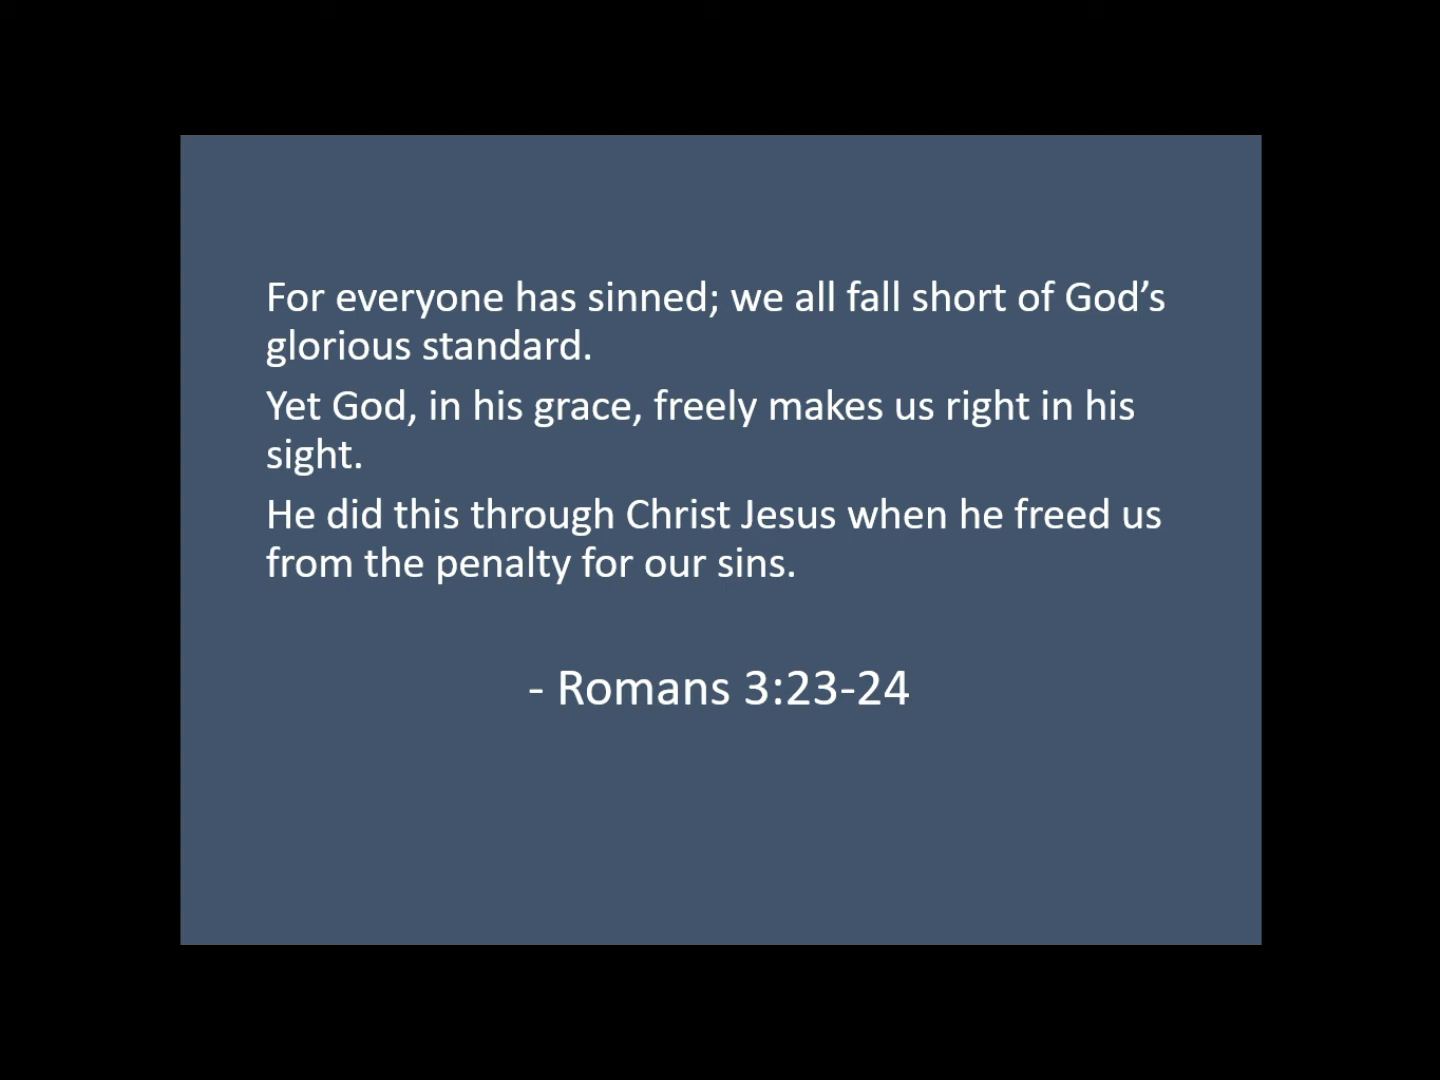 For everyone has sinned; we all fall short of God’s
glorious standard.
Yet God, in his grace, freely makes us right in his
sight.
He did this through Christ Jesus when he freed us
from the penalty for our sins.
- Romans 3:23-24